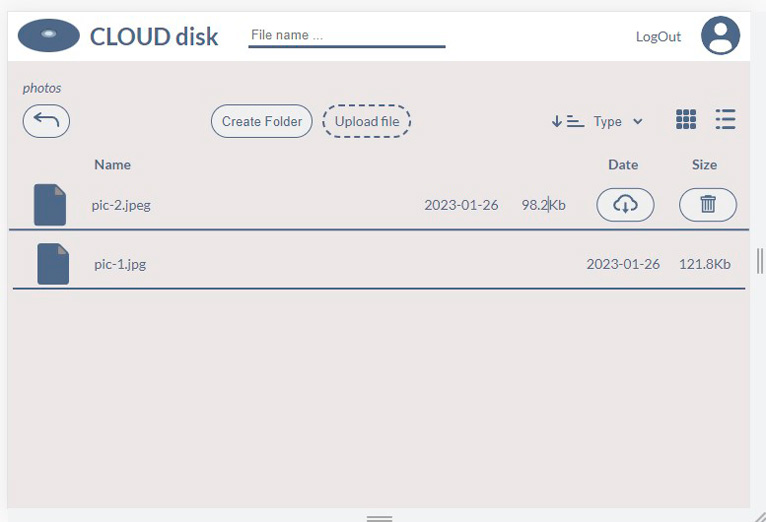 CLOUD disk File name ... LogOut
photos
Create Folder Upload file Type
Name Date Size
pic-2.jpeg 2023-01-26 98.2Kb
pic-1.jpg 2023-01-26 121.8Kb